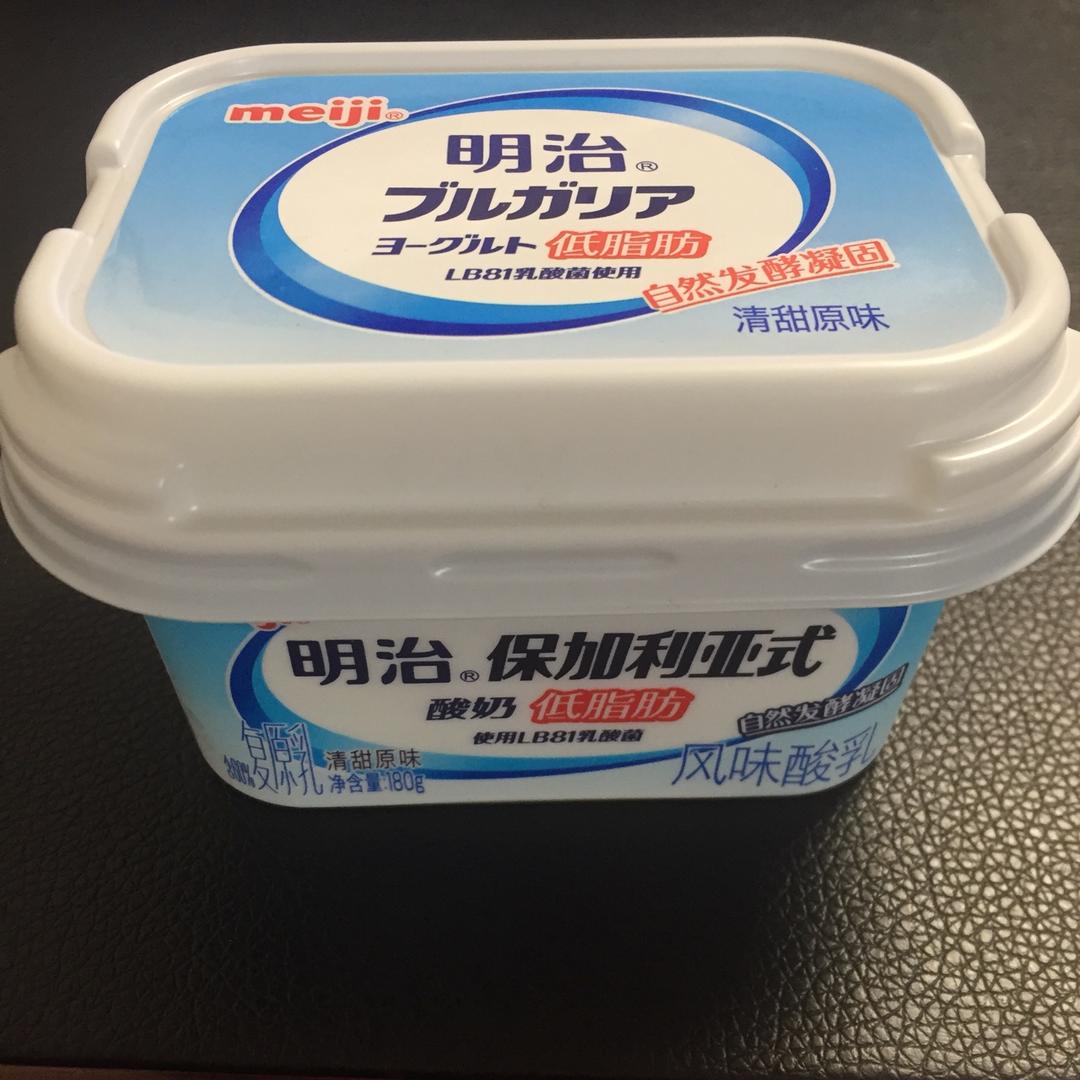 meiji®
明治®
ブルガリア
ヨーグルト 低脂肪
LB81乳酸菌使用
自然发酵凝固
清甜原味
明治® 保加利亚式
酸奶 低脂肪
使用LB81乳酸菌
自然发酵凝固
复原乳
清甜原味
净含量:180g
风味酸乳